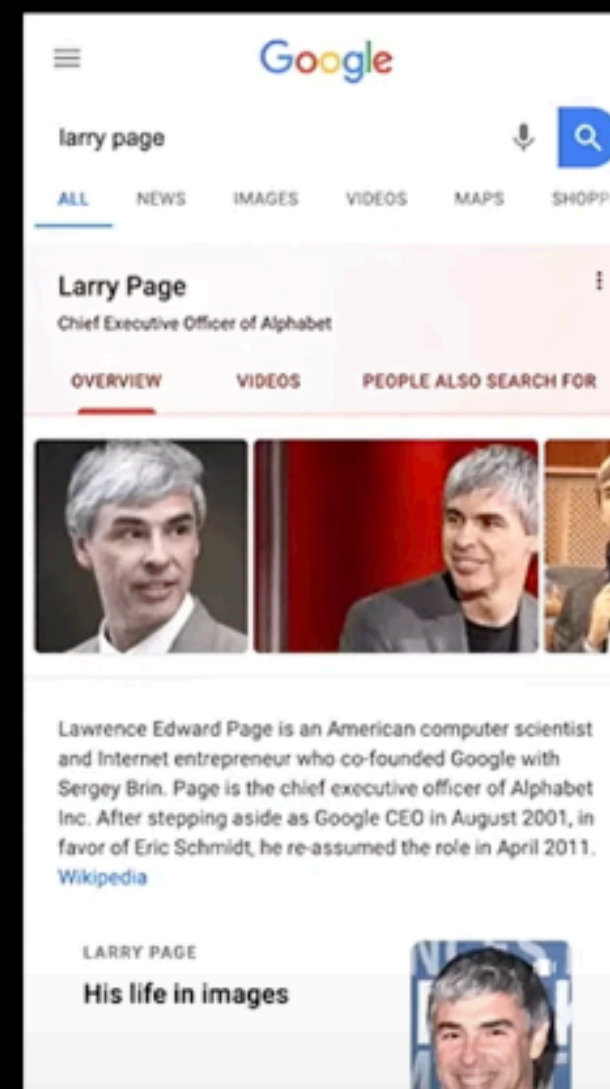 Google
larry page
ALL NEWS IMAGES VIDEOS MAPS SHOPP
Larry Page
Chief Executive Officer of Alphabet
OVERVIEW VIDEOS PEOPLE ALSO SEARCH FOR
Lawrence Edward Page is an American computer scientist
and Internet entrepreneur who co-founded Google with
Sergey Brin. Page is the chief executive officer of Alphabet
Inc. After stepping aside as Google CEO in August 2001, in
favor of Eric Schmidt, he re-assumed the role in April 2011.
Wikipedia
LARRY PAGE
His life in images